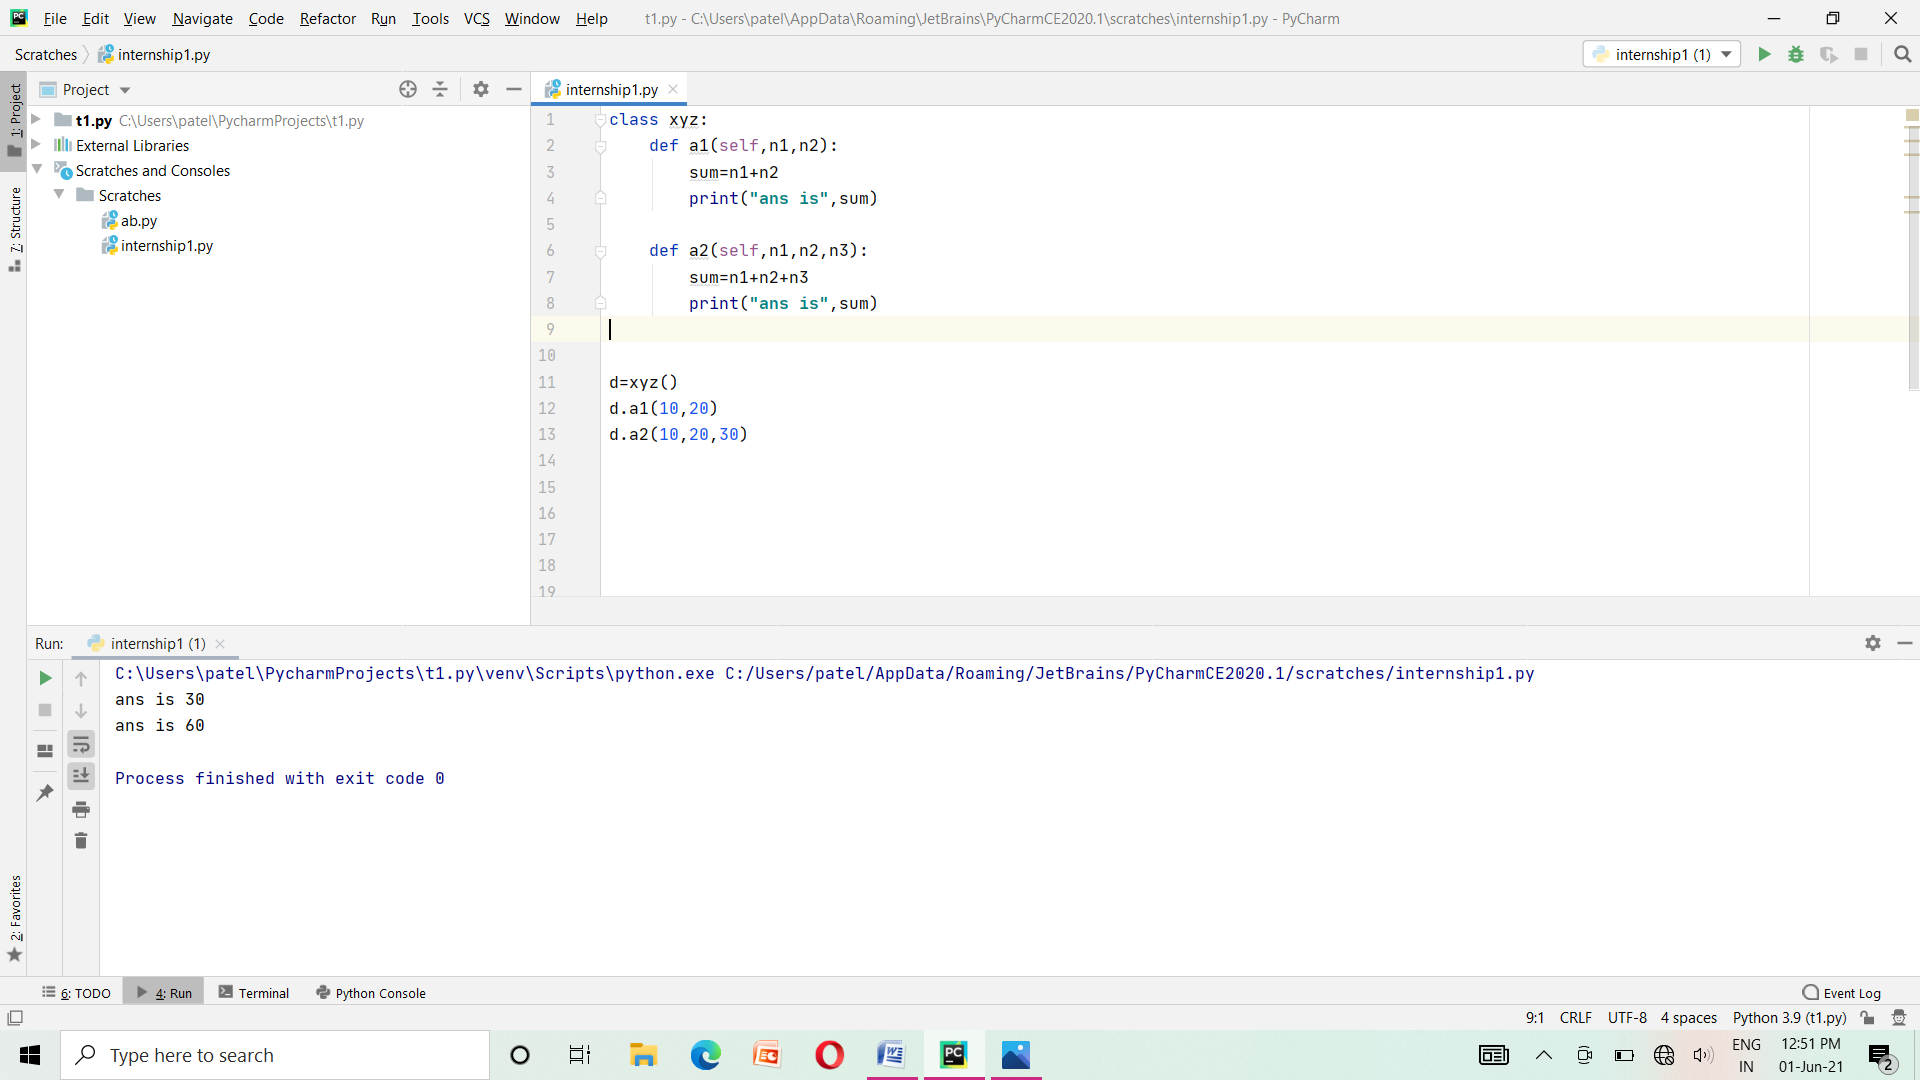 File Edit View Navigate Code Refactor Run Tools VCS Window Help t1.py - C:\Users\patel\AppData\Roaming\JetBrains\PyCharmCE2020.1\scratches\internship1.py - PyCharm
Scratches internship1.py internship1 (1)
1: Project
7: Structure
2: Favorites
Project
t1.py C:\Users\patel\PycharmProjects\t1.py
External Libraries
Scratches and Consoles
Scratches
ab.py
internship1.py
internship1.py
1 class xyz:
2 def a1(self,n1,n2):
3 sum=n1+n2
4 print("ans is",sum)
5
6 def a2(self,n1,n2,n3):
7 sum=n1+n2+n3
8 print("ans is",sum)
9
10
11 d=xyz()
12 d.a1(10,20)
13 d.a2(10,20,30)
14
15
16
17
18
19
Run: internship1 (1)
C:\Users\patel\PycharmProjects\t1.py\venv\Scripts\python.exe C:/Users/patel/AppData/Roaming/JetBrains/PyCharmCE2020.1/scratches/internship1.py
ans is 30
ans is 60
Process finished with exit code 0
6: TODO 4: Run Terminal Python Console Event Log
9:1 CRLF UTF-8 4 spaces Python 3.9 (t1.py)
Type here to search
ENG
IN
12:51 PM
01-Jun-21
2